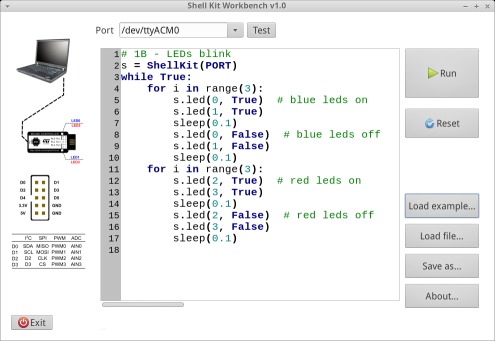 Shell Kit Workbench v1.0
Port /dev/ttyACM0 Test
1 # 1B - LEDs blink
2 s = ShellKit(PORT)
3 while True:
4     for i in range(3):
5         s.led(0, True)  # blue leds on
6         s.led(1, True)
7         sleep(0.1)
8         s.led(0, False)  # blue leds off
9         s.led(1, False)
10         sleep(0.1)
11     for i in range(3):
12         s.led(2, True)  # red leds on
13         s.led(3, True)
14         sleep(0.1)
15         s.led(2, False)  # red leds off
16         s.led(3, False)
17         sleep(0.1)
18
LED1
D0 D1
D2 D3
D4 D5
3.3V GND
5V GND
I²C SPI PWM ADC
D0 SDA MISO PWM0 AIN0
D1 SCL MOSI PWM1 AIN1
D2 D2 CLK PWM2 AIN2
D3 D3 CS PWM3 AIN3
Run
Reset
Load example...
Load file...
Save as...
About...
Exit